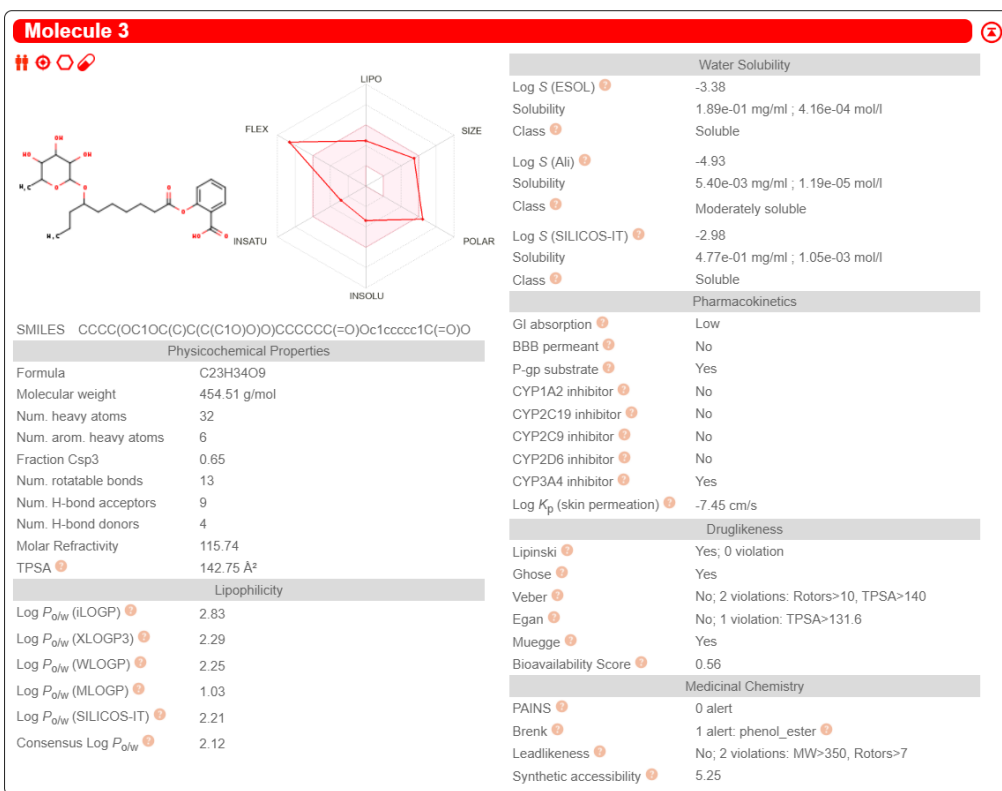 Molecule 3
LIPO
FLEX
SIZE
INSATU
POLAR
INSOLU
OH
HO
OH
H₃C
O
O
O
O
H₃C
HO
O
SMILES CCCC(OC1OC(C)C(C(C1O)O)O)CCCCCC(=O)Oc1ccccc1C(=O)O
Physicochemical Properties
Formula C23H34O9
Molecular weight 454.51 g/mol
Num. heavy atoms 32
Num. arom. heavy atoms 6
Fraction Csp3 0.65
Num. rotatable bonds 13
Num. H-bond acceptors 9
Num. H-bond donors 4
Molar Refractivity 115.74
TPSA ? 142.75 Å²
Lipophilicity
Log Po/w (iLOGP) ? 2.83
Log Po/w (XLOGP3) ? 2.29
Log Po/w (WLOGP) ? 2.25
Log Po/w (MLOGP) ? 1.03
Log Po/w (SILICOS-IT) ? 2.21
Consensus Log Po/w ? 2.12
Water Solubility
Log S (ESOL) ? -3.38
Solubility 1.89e-01 mg/ml ; 4.16e-04 mol/l
Class ? Soluble
Log S (Ali) ? -4.93
Solubility 5.40e-03 mg/ml ; 1.19e-05 mol/l
Class ? Moderately soluble
Log S (SILICOS-IT) ? -2.98
Solubility 4.77e-01 mg/ml ; 1.05e-03 mol/l
Class ? Soluble
Pharmacokinetics
GI absorption ? Low
BBB permeant ? No
P-gp substrate ? Yes
CYP1A2 inhibitor ? No
CYP2C19 inhibitor ? No
CYP2C9 inhibitor ? No
CYP2D6 inhibitor ? No
CYP3A4 inhibitor ? Yes
Log Kp (skin permeation) ? -7.45 cm/s
Druglikeness
Lipinski ? Yes; 0 violation
Ghose ? Yes
Veber ? No; 2 violations: Rotors>10, TPSA>140
Egan ? No; 1 violation: TPSA>131.6
Muegge ? Yes
Bioavailability Score ? 0.56
Medicinal Chemistry
PAINS ? 0 alert
Brenk ? 1 alert: phenol_ester ?
Leadlikeness ? No; 2 violations: MW>350, Rotors>7
Synthetic accessibility ? 5.25